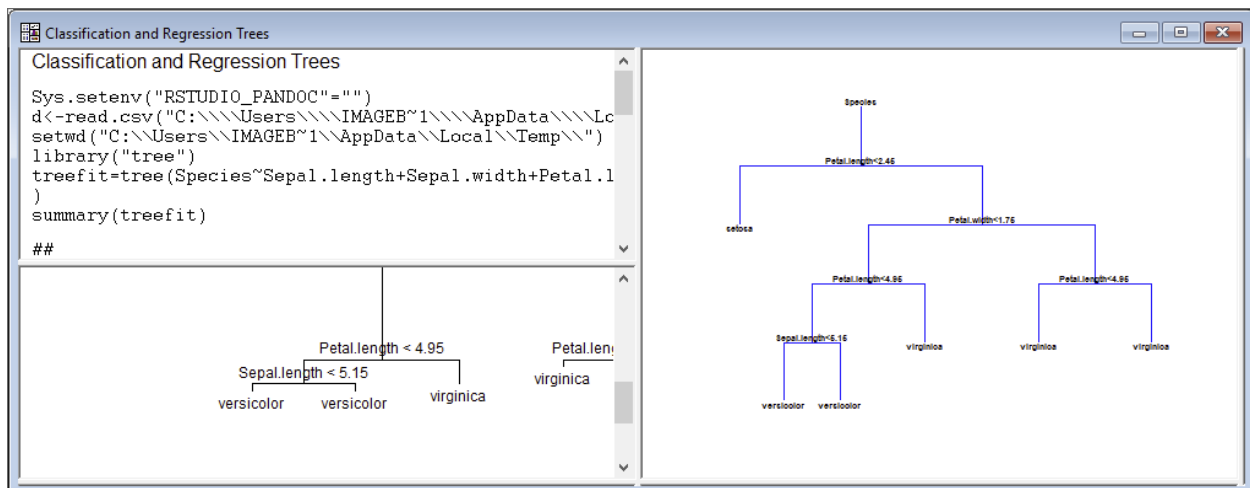 Classification and Regression Trees
Classification and Regression Trees
Sys.setenv("RSTUDIO_PANDOC"="")
d<-read.csv("C:\\\\Users\\\\IMAGEB~1\\\\AppData\\\\Lc
setwd("C:\\Users\\IMAGEB~1\\AppData\\Local\\Temp\\")
library("tree")
treefit=tree(Species~Sepal.length+Sepal.width+Petal.l
)
summary(treefit)
##
Petal.length < 4.95
Petal.leng
Sepal.length < 5.15
virginica
virginica
versicolor versicolor
Species
Petal.length<2.45
Petal.width<1.75
setosa
Petal.length<4.95 Petal.length<4.95
Sepal.length<5.15
virginica virginica virginica
versicolor versicolor